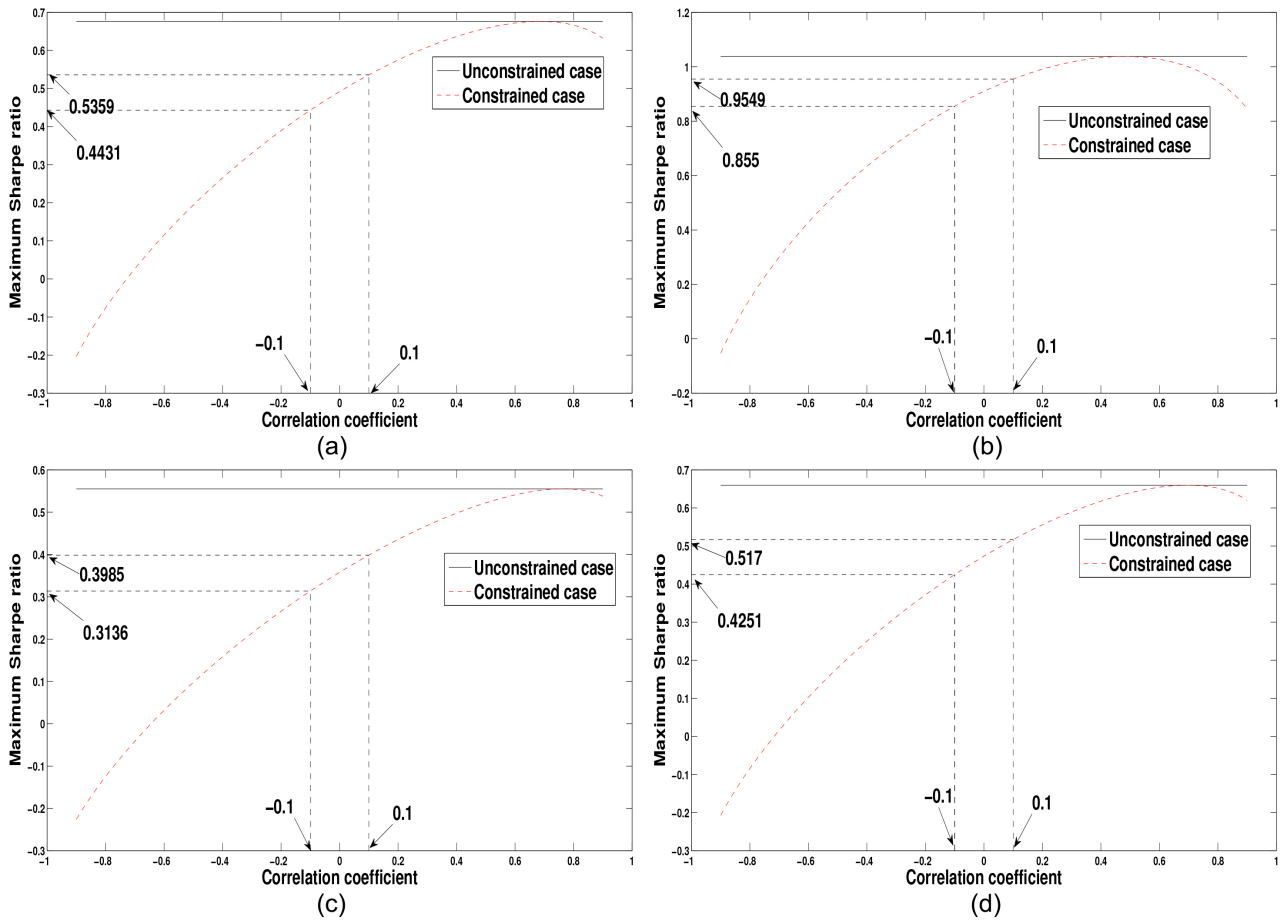 0.7
0.6
0.5
0.4
0.3
0.2
0.1
0
−0.1
−0.2
−0.3
Maximum Sharpe ratio
0.5359
0.4431
Unconstrained case
Constrained case
−0.1
0.1
−1 −0.8 −0.6 −0.4 −0.2 0 0.2 0.4 0.6 0.8 1
Correlation coefficient
(a)
1.2
1
0.8
0.6
0.4
0.2
0
−0.2
Maximum Sharpe ratio
0.9549
0.855
Unconstrained case
Constrained case
−0.1
0.1
−1 −0.8 −0.6 −0.4 −0.2 0 0.2 0.4 0.6 0.8 1
Correlation coefficient
(b)
0.6
0.5
0.4
0.3
0.2
0.1
0
−0.1
−0.2
−0.3
Maximum Sharpe ratio
0.3985
0.3136
Unconstrained case
Constrained case
−0.1
0.1
−1 −0.8 −0.6 −0.4 −0.2 0 0.2 0.4 0.6 0.8 1
Correlation coefficient
(c)
0.7
0.6
0.5
0.4
0.3
0.2
0.1
0
−0.1
−0.2
−0.3
Maximum Sharpe ratio
0.517
0.4251
Unconstrained case
Constrained case
−0.1
0.1
−1 −0.8 −0.6 −0.4 −0.2 0 0.2 0.4 0.6 0.8 1
Correlation coefficient
(d)